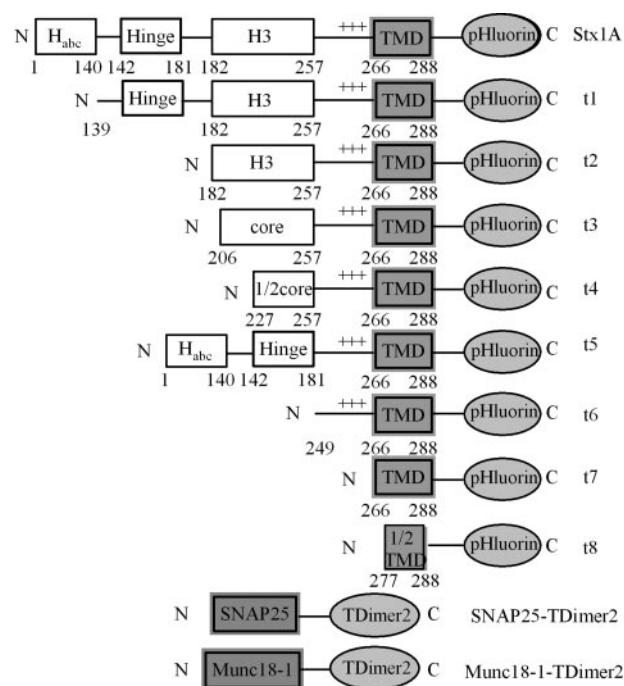 N Habc Hinge H3 +++ TMD pHluorin C Stx1A
1 140 142 181 182 257 266 288
N Hinge H3 +++ TMD pHluorin C t1
139 182 257 266 288
N H3 +++ TMD pHluorin C t2
182 257 266 288
N core +++ TMD pHluorin C t3
206 257 266 288
N 1/2core +++ TMD pHluorin C t4
227 257 266 288
N Habc Hinge +++ TMD pHluorin C t5
1 140 142 181 266 288
N +++ TMD pHluorin C t6
249 266 288
N TMD pHluorin C t7
266 288
N 1/2 TMD pHluorin C t8
277 288
N SNAP25 TDimer2 C SNAP25-TDimer2
N Munc18-1 TDimer2 C Munc18-1-TDimer2